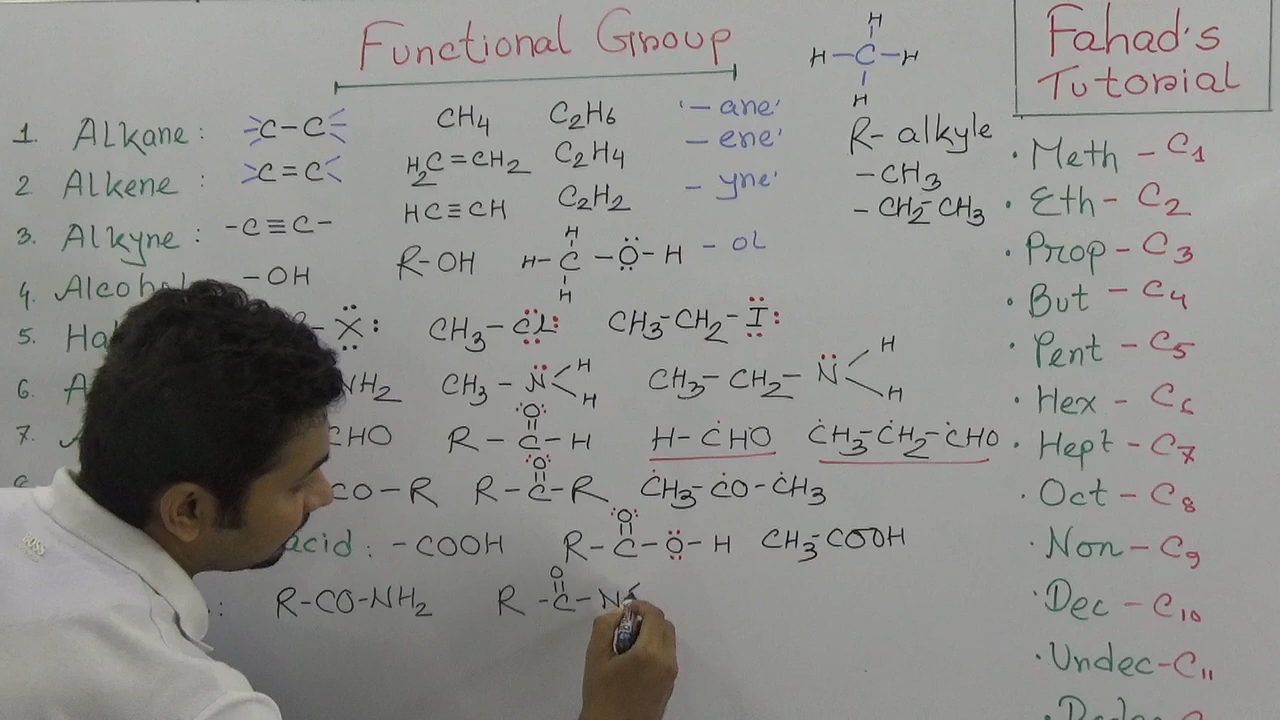 Functional Group
1. Alkane : C-C CH4 C2H6 '-ane'
2 Alkene : C=C H2C=CH2 C2H4 -ene'
3. Alkyne : -C≡C- HC≡CH C2H2 -yne'
4. Alcohol -OH R-OH H-C-Ö-H -OL
H
H
5. Ha -X: CH3-Cl: CH3-CH2-I:
6. A NH2 CH3-N H H CH3-CH2-N H H
7. CHO R-C-H H-CHO CH3-CH2-CHO
O
CO-R R-C-R CH3-CO-CH3
O
acid : -COOH R-C-O-H CH3-COOH
O
: R-CO-NH2 R-C-N
O
H
H-C-H
H
R- alkyle
-CH3
-CH2-CH3
Fahad's
Tutorial
· Meth - C1
· Eth - C2
· Prop - C3
· But - C4
· Pent - C5
· Hex - C6
· Hept - C7
· Oct - C8
· Non - C9
· Dec - C10
· Undec-C11